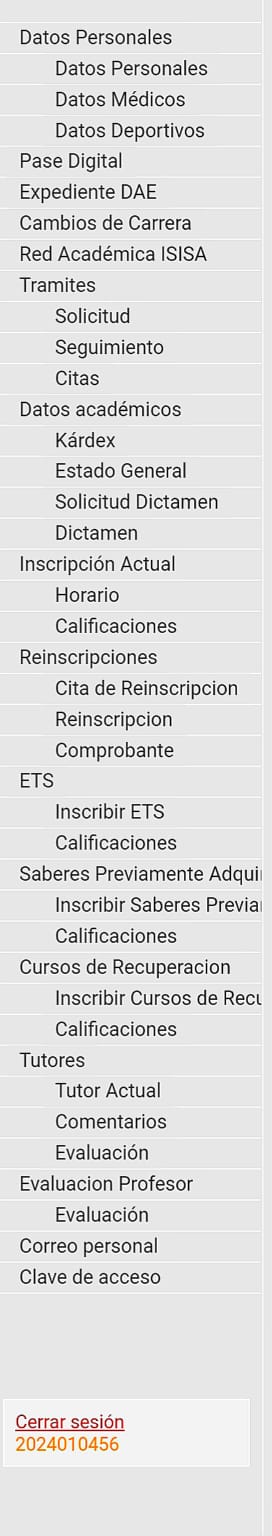 Datos Personales
Datos Personales
Datos Médicos
Datos Deportivos
Pase Digital
Expediente DAE
Cambios de Carrera
Red Académica ISISA
Tramites
Solicitud
Seguimiento
Citas
Datos académicos
Kárdex
Estado General
Solicitud Dictamen
Dictamen
Inscripción Actual
Horario
Calificaciones
Reinscripciones
Cita de Reinscripcion
Reinscripcion
Comprobante
ETS
Inscribir ETS
Calificaciones
Saberes Previamente Adqui
Inscribir Saberes Previa
Calificaciones
Cursos de Recuperacion
Inscribir Cursos de Recu
Calificaciones
Tutores
Tutor Actual
Comentarios
Evaluación
Evaluacion Profesor
Evaluación
Correo personal
Clave de acceso
Cerrar sesión
2024010456